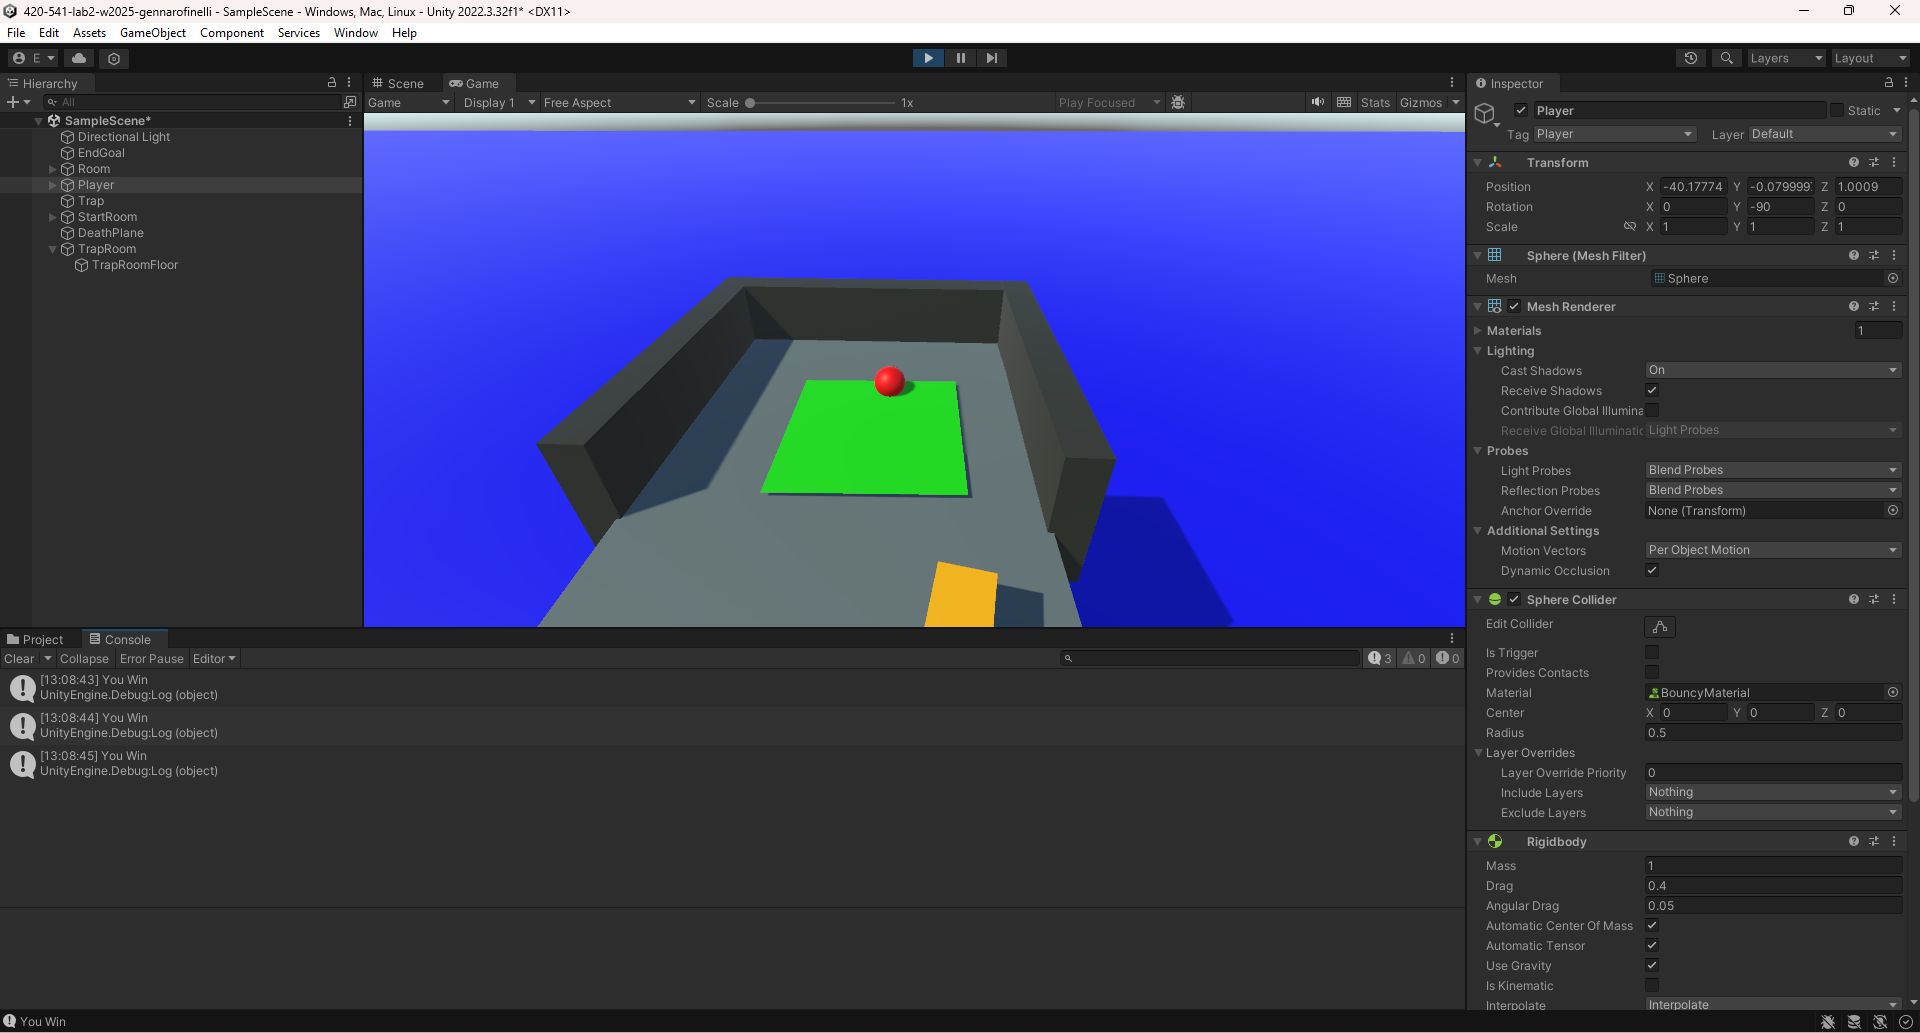 420-541-lab2-w2025-gennarofinelli - SampleScene - Windows, Mac, Linux - Unity 2022.3.32f1* <DX11>
File Edit Assets GameObject Component Services Window Help
E Layers Layout
Hierarchy
All
SampleScene*
Directional Light
EndGoal
Room
Player
Trap
StartRoom
DeathPlane
TrapRoom
TrapRoomFloor
Scene Game
Game Display 1 Free Aspect Scale 1x Play Focused Stats Gizmos
Project Console
Clear Collapse Error Pause Editor 3 0 0
[13:08:43] You Win
UnityEngine.Debug:Log (object)
[13:08:44] You Win
UnityEngine.Debug:Log (object)
[13:08:45] You Win
UnityEngine.Debug:Log (object)
You Win
Inspector
Player Static
Tag Player Layer Default
Transform
Position X -40.17774 Y -0.079999 Z 1.0009
Rotation X 0 Y -90 Z 0
Scale X 1 Y 1 Z 1
Sphere (Mesh Filter)
Mesh Sphere
Mesh Renderer
Materials 1
Lighting
Cast Shadows On
Receive Shadows
Contribute Global Illumina
Receive Global Illuminatic Light Probes
Probes
Light Probes Blend Probes
Reflection Probes Blend Probes
Anchor Override None (Transform)
Additional Settings
Motion Vectors Per Object Motion
Dynamic Occlusion
Sphere Collider
Edit Collider
Is Trigger
Provides Contacts
Material BouncyMaterial
Center X 0 Y 0 Z 0
Radius 0.5
Layer Overrides
Layer Override Priority 0
Include Layers Nothing
Exclude Layers Nothing
Rigidbody
Mass 1
Drag 0.4
Angular Drag 0.05
Automatic Center Of Mass
Automatic Tensor
Use Gravity
Is Kinematic
Interpolate Interpolate